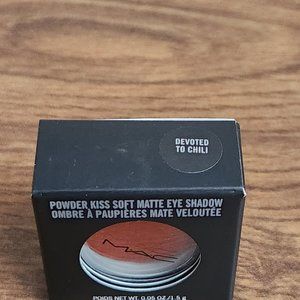 DEVOTED
TO CHILI
POWDER KISS SOFT MATTE EYE SHADOW
OMBRE À PAUPIÈRES MATE VELOUTÉE
MAC
POIDS NET WT. 0.05 OZ/1.5 g